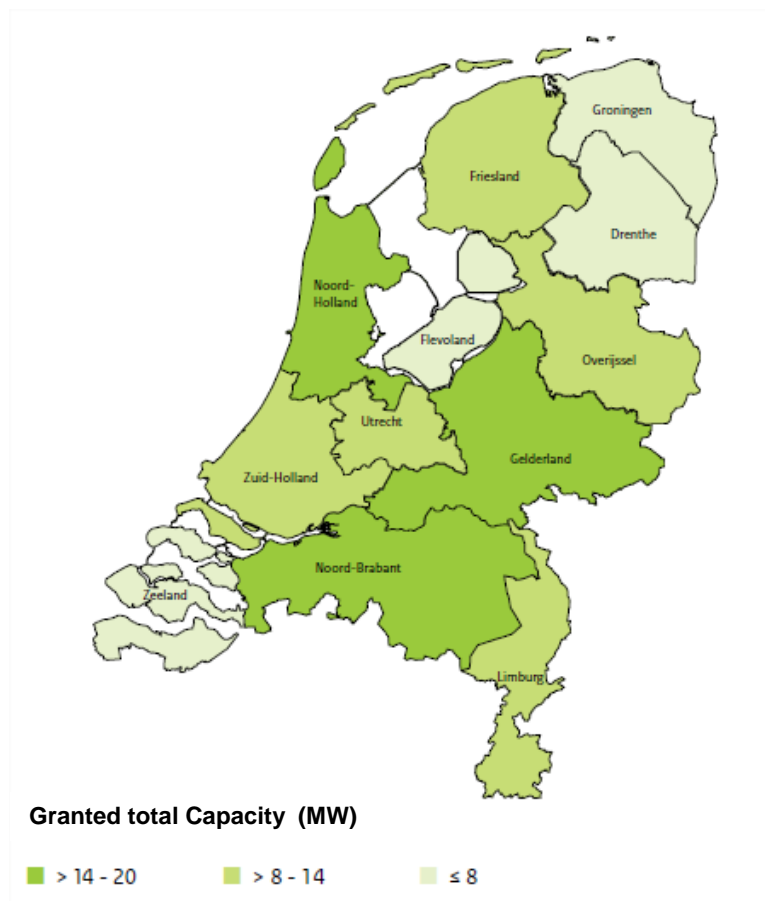 Groningen
Friesland
Drenthe
Noord-
Holland
Flevoland
Overijssel
Utrecht
Gelderland
Zuid-Holland
Noord-Brabant
Zeeland
Limburg
Granted total Capacity (MW)
> 14 - 20 > 8 - 14 ≤ 8